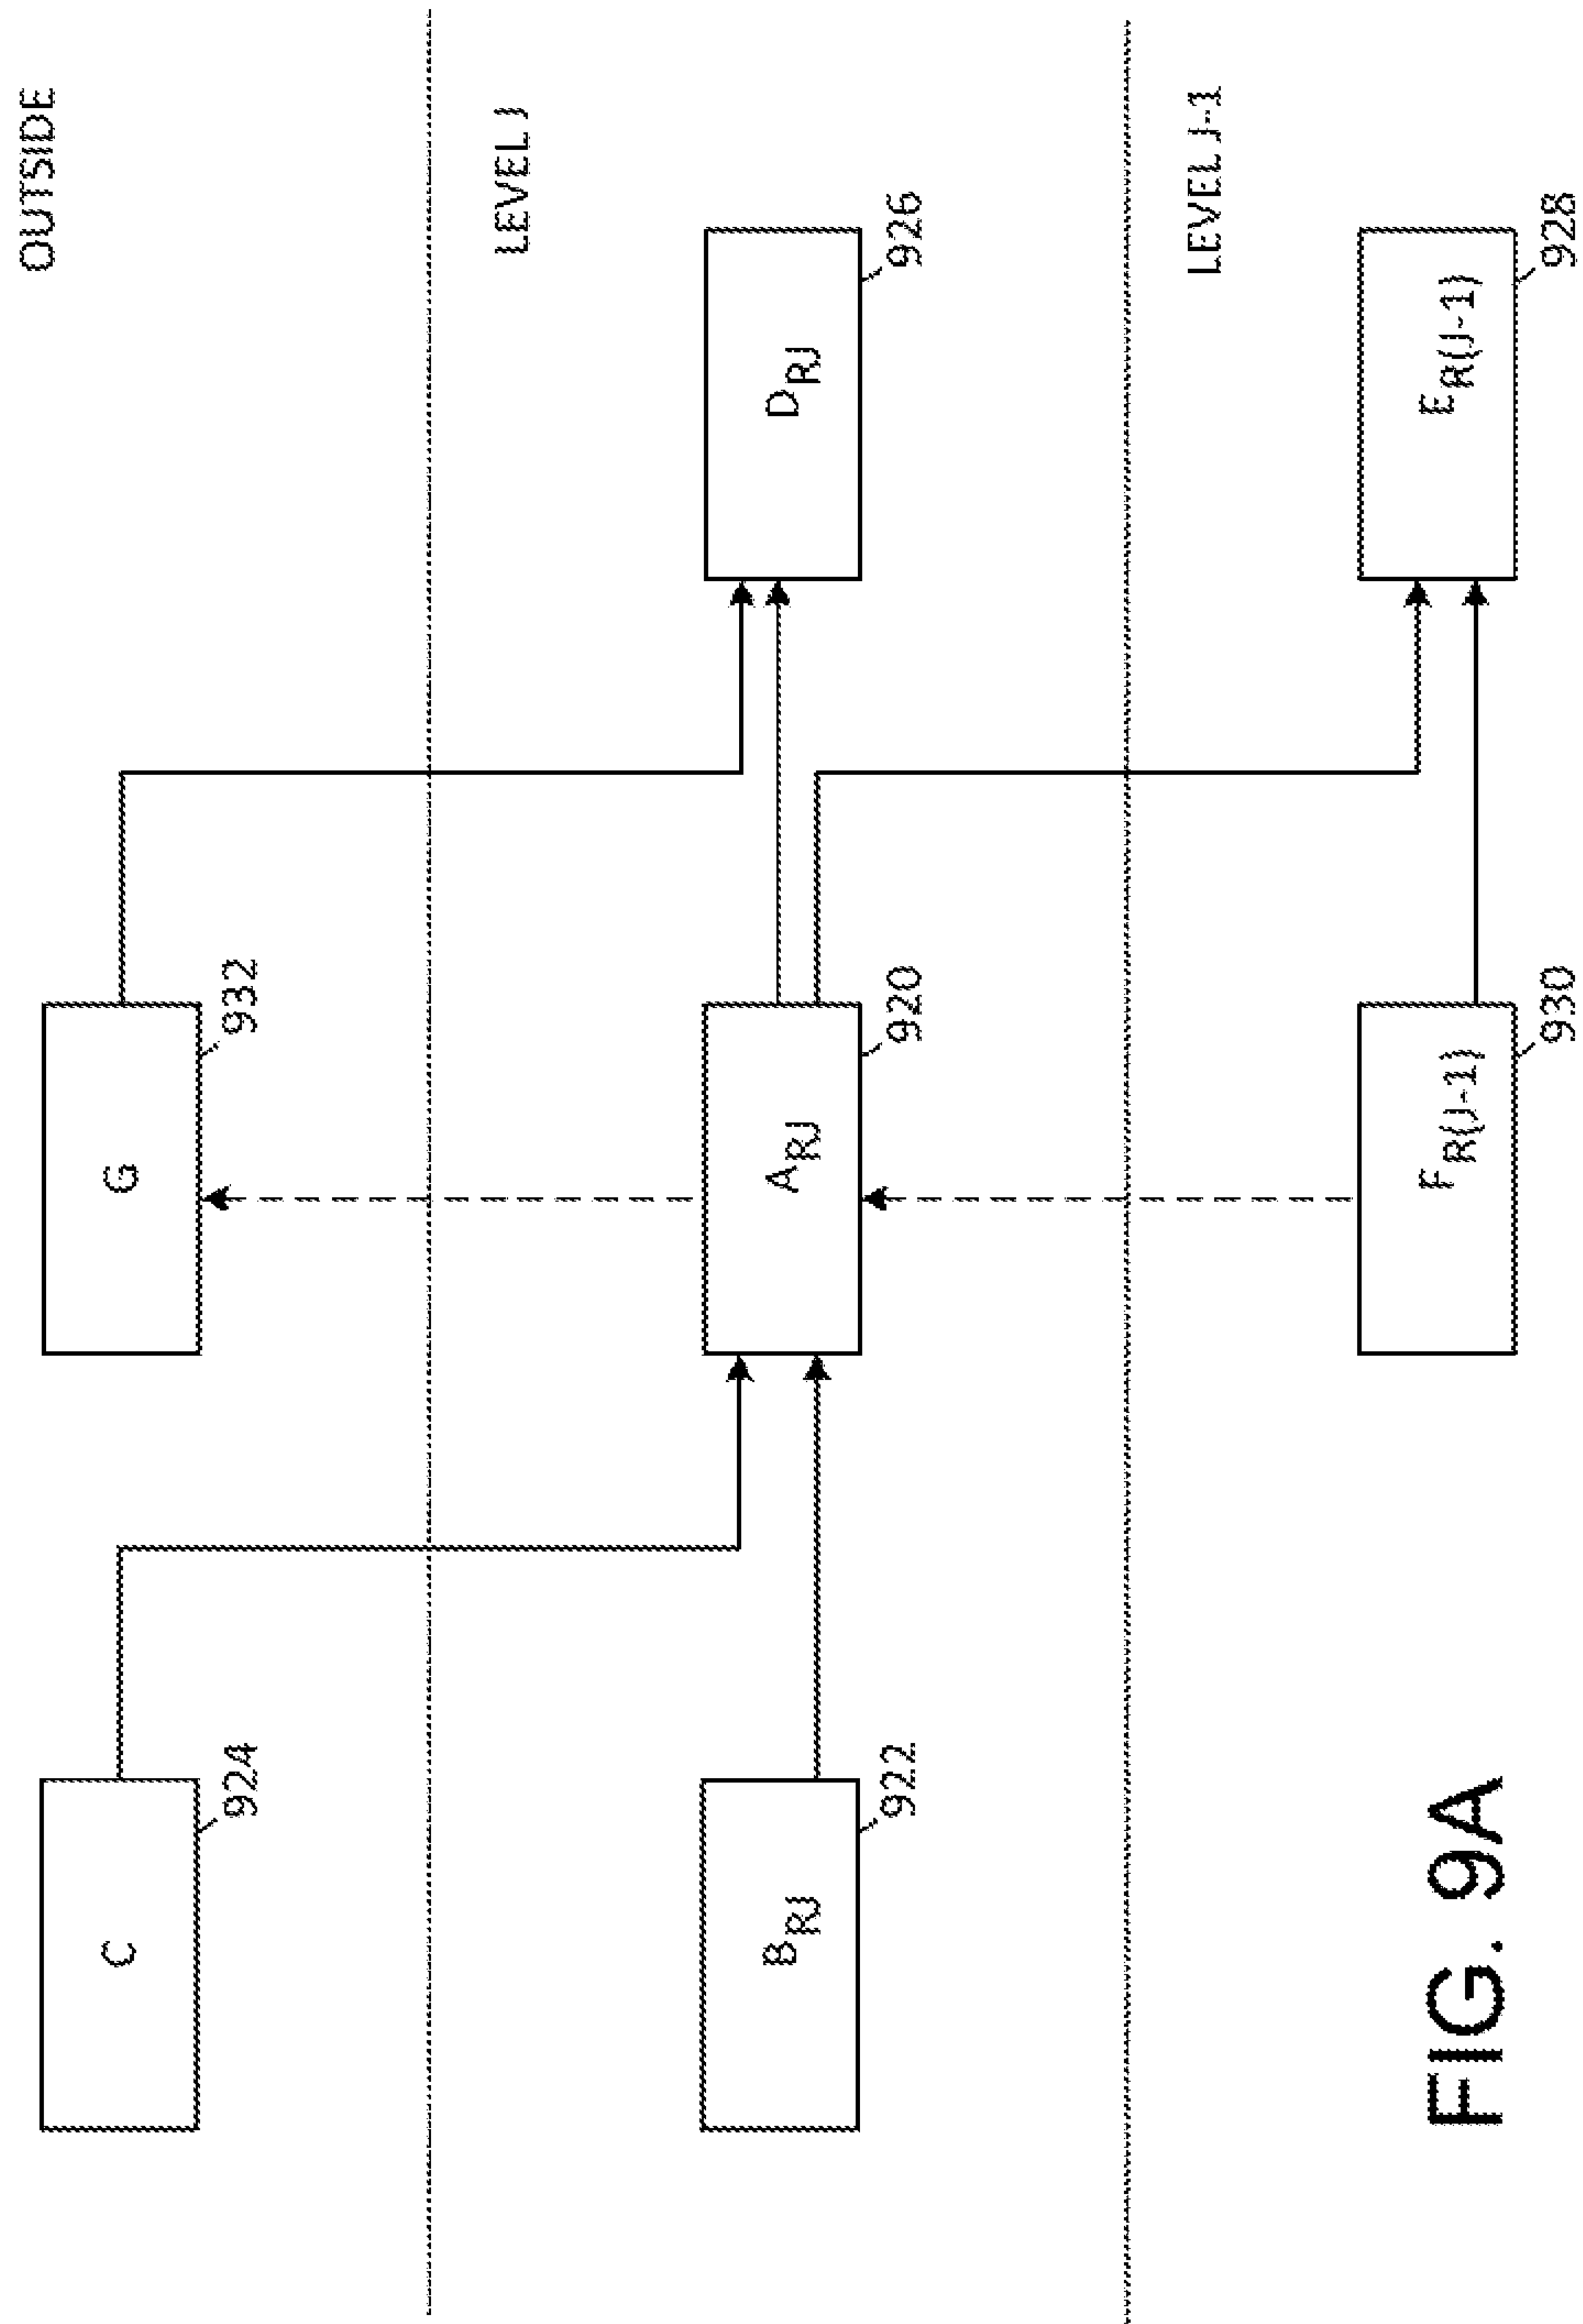 OUTSIDE
C
924
G
932
LEVEL J
B_RJ
922
A_RJ
920
D_RJ
926
LEVEL J-1
F_R(J-1)
930
E_R(J-1)
928
FIG. 9A